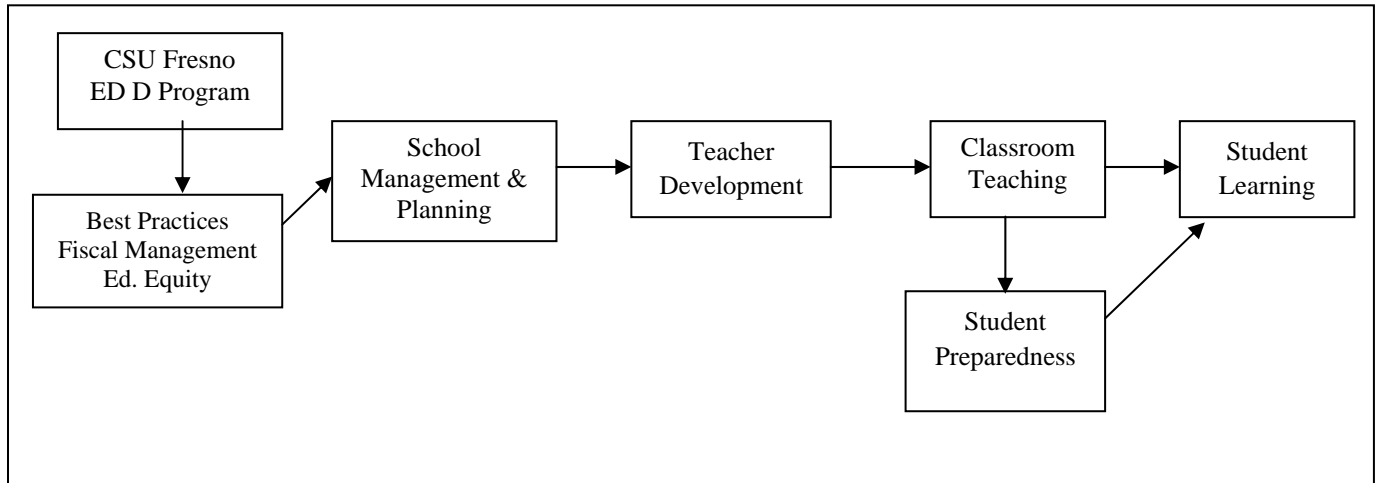 CSU Fresno
ED D Program
Best Practices
Fiscal Management
Ed. Equity
School
Management &
Planning
Teacher
Development
Classroom
Teaching
Student
Learning
Student
Preparedness